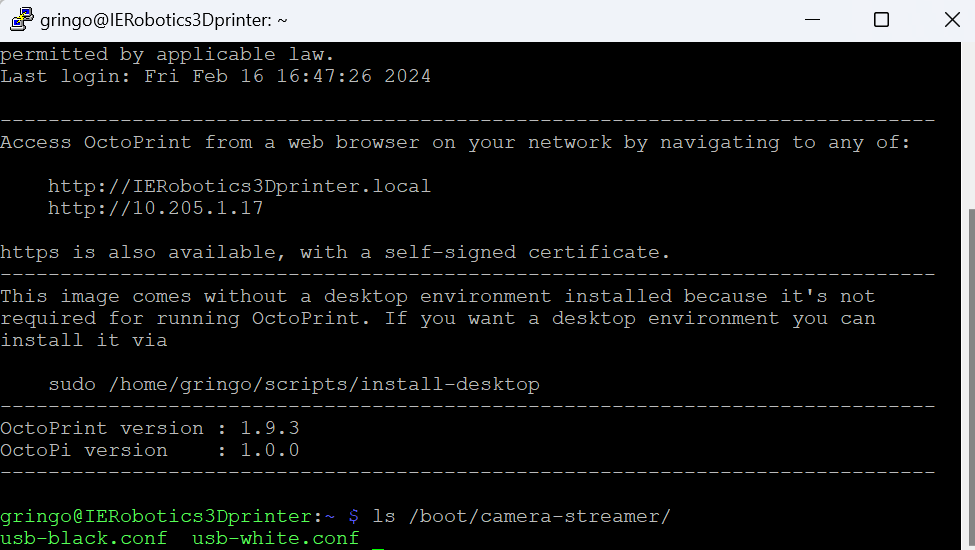 gringo@IERobotics3Dprinter: ~
permitted by applicable law.
Last login: Fri Feb 16 16:47:26 2024
--------------------------------------------------------------------------------
Access OctoPrint from a web browser on your network by navigating to any of:
http://IERobotics3Dprinter.local
http://10.205.1.17
https is also available, with a self-signed certificate.
--------------------------------------------------------------------------------
This image comes without a desktop environment installed because it's not
required for running OctoPrint. If you want a desktop environment you can
install it via
sudo /home/gringo/scripts/install-desktop
--------------------------------------------------------------------------------
OctoPrint version : 1.9.3
OctoPi version    : 1.0.0
--------------------------------------------------------------------------------
gringo@IERobotics3Dprinter:~ $ ls /boot/camera-streamer/
usb-black.conf  usb-white.conf